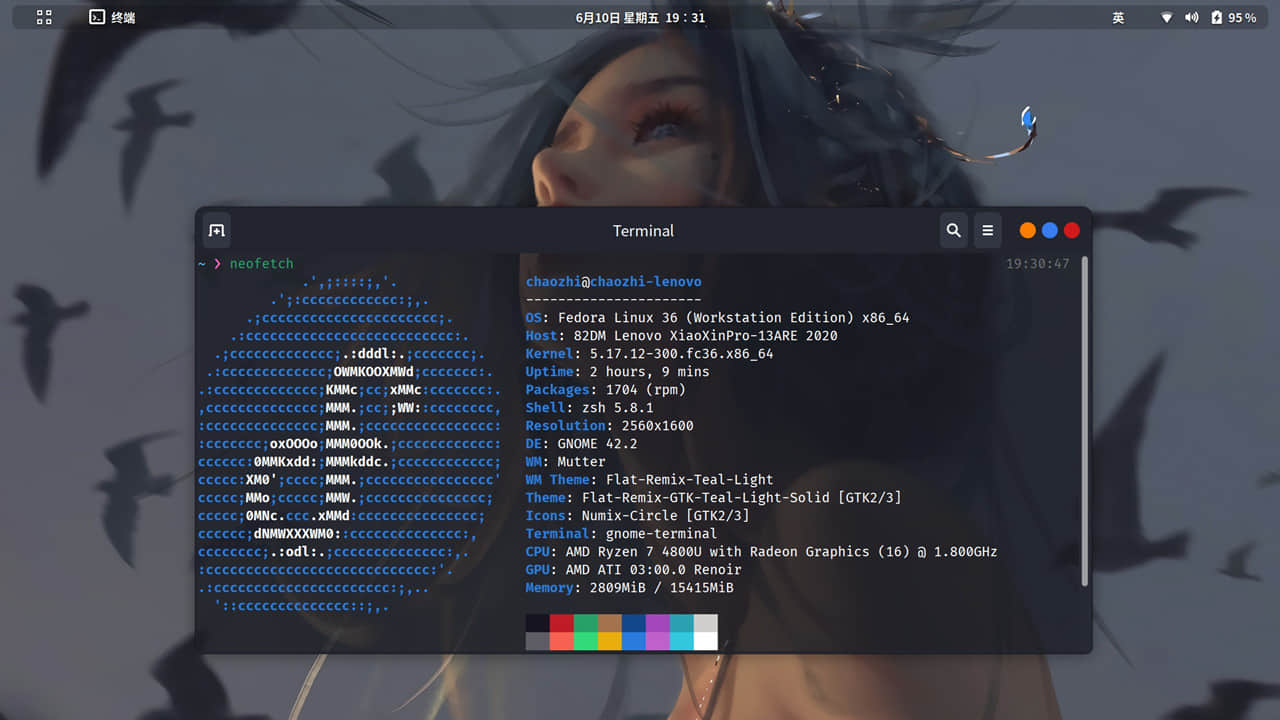 终端
6月10日 星期五 19：31
英
95 %
Terminal
~ ❯ neofetch
19:30:47
.',;::::;,'.
.';:cccccccccccc:;,.
.;cccccccccccccccccccccc;.
.:cccccccccccccccccccccccccc:.
.;ccccccccccccc;.:dddl:.;ccccccc;.
.:ccccccccccccc;OWMKOOXMWd;ccccccc:.
.:ccccccccccccc;KMMc;cc;xMMc:ccccccc:.
,cccccccccccccc;MMM.;cc;;WW::cccccccc,
:cccccccccccccc;MMM.;cccccccccccccccc:
:ccccccc;oxOOOo;MMM0OOk.;cccccccccccc:
cccccc:0MMKxdd:;MMMkddc.;cccccccccccc;
ccccc:XM0';cccc;MMM.;cccccccccccccccc'
ccccc;MMo;ccccc;MMW.;ccccccccccccccc;
ccccc;0MNc.ccc.xMMd:ccccccccccccccc;
cccccc;dNMWXXXWM0::cccccccccccccc:,
cccccccc;.:odl:.;cccccccccccccc:,.
:cccccccccccccccccccccccccccc:'.
.:cccccccccccccccccccccc:;,..
'::cccccccccccccc::;,.
chaozhi@chaozhi-lenovo
----------------------
OS: Fedora Linux 36 (Workstation Edition) x86_64
Host: 82DM Lenovo XiaoXinPro-13ARE 2020
Kernel: 5.17.12-300.fc36.x86_64
Uptime: 2 hours, 9 mins
Packages: 1704 (rpm)
Shell: zsh 5.8.1
Resolution: 2560x1600
DE: GNOME 42.2
WM: Mutter
WM Theme: Flat-Remix-Teal-Light
Theme: Flat-Remix-GTK-Teal-Light-Solid [GTK2/3]
Icons: Numix-Circle [GTK2/3]
Terminal: gnome-terminal
CPU: AMD Ryzen 7 4800U with Radeon Graphics (16) @ 1.800GHz
GPU: AMD ATI 03:00.0 Renoir
Memory: 2809MiB / 15415MiB